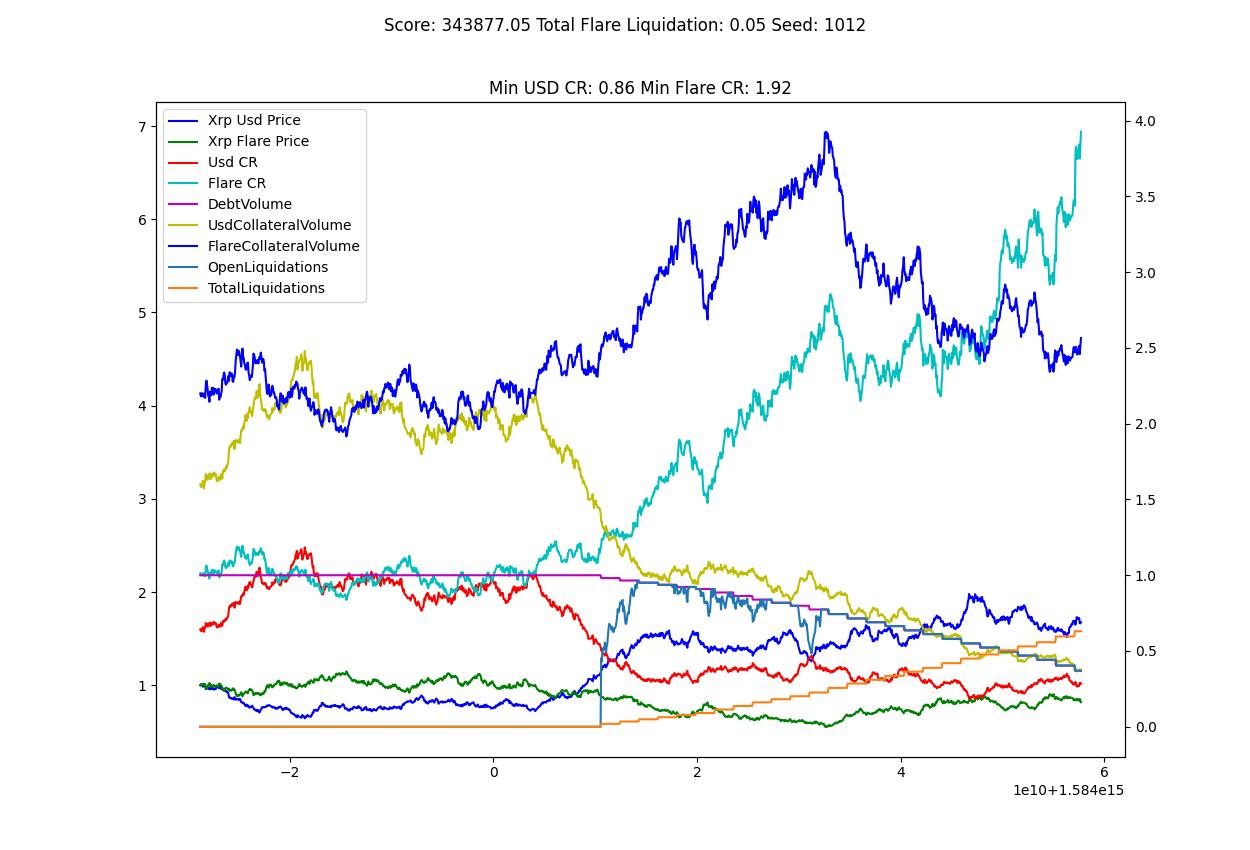 Score: 343877.05 Total Flare Liquidation: 0.05 Seed: 1012
Min USD CR: 0.86 Min Flare CR: 1.92
Xrp Usd Price
Xrp Flare Price
Usd CR
Flare CR
DebtVolume
UsdCollateralVolume
FlareCollateralVolume
OpenLiquidations
TotalLiquidations
7
6
5
4
3
2
1
4.0
3.5
3.0
2.5
2.0
1.5
1.0
0.5
0.0
−2
0
2
4
6
1e10+1.584e15